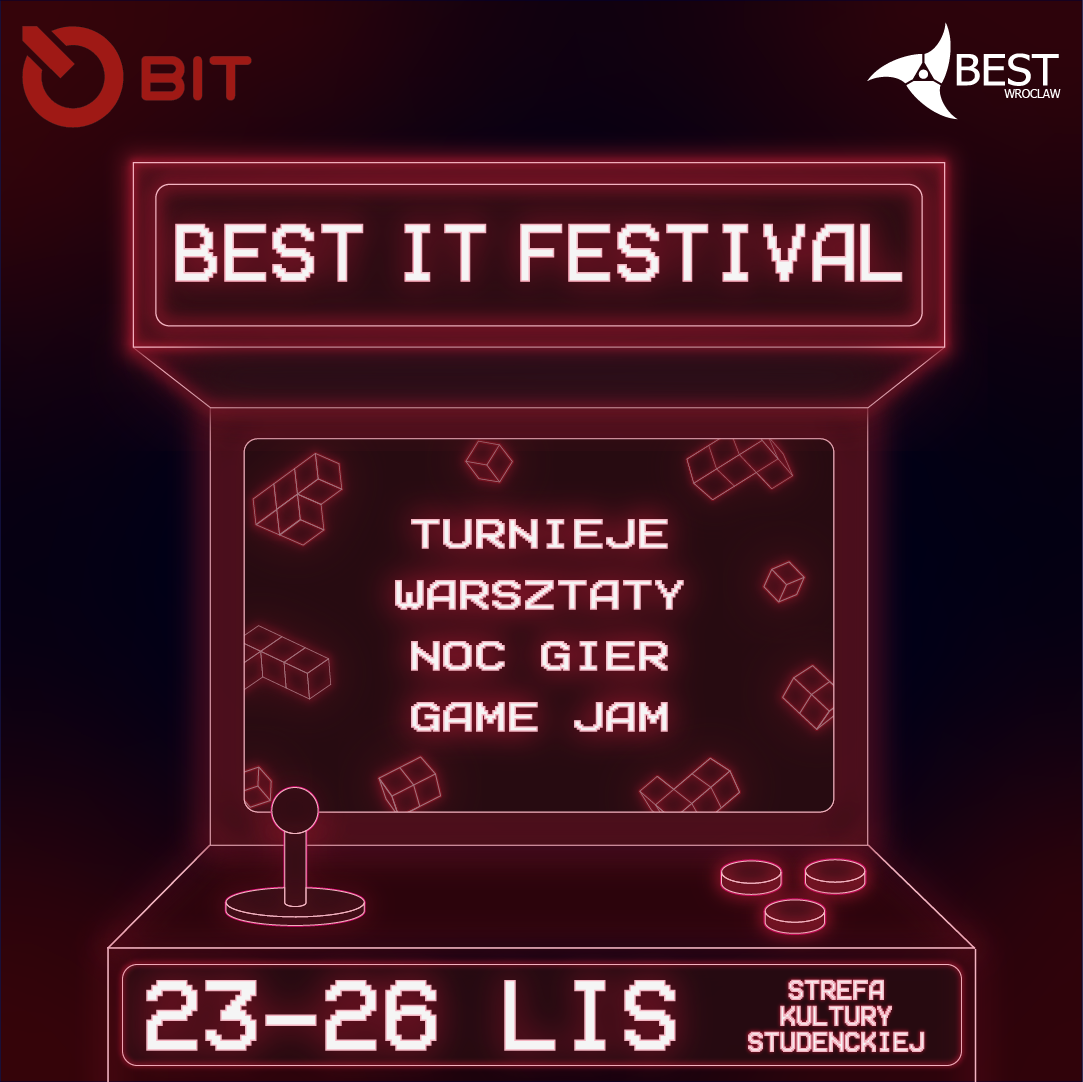 BIT
BEST
WROCLAW
BEST IT FESTIVAL
TURNIEJE
WARSZTATY
NOC GIER
GAME JAM
23-26 LIS
STREFA
KULTURY
STUDENCKIEJ